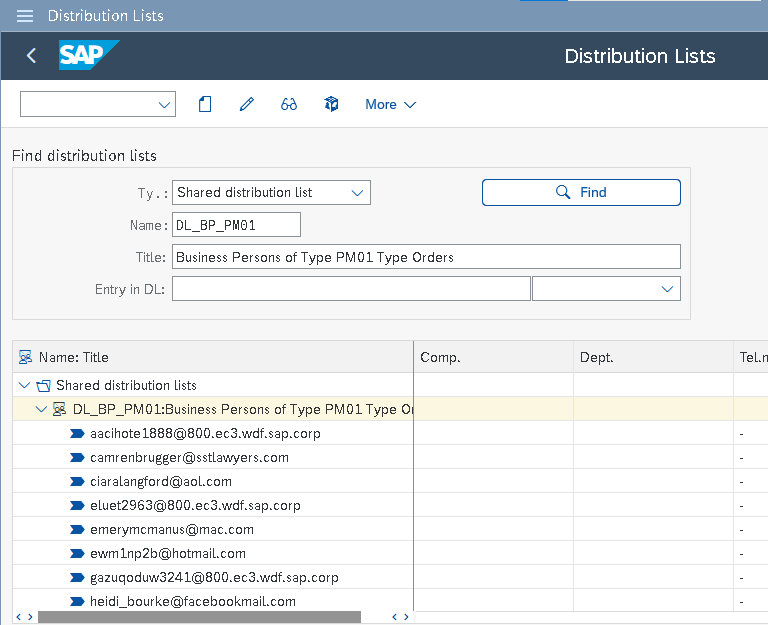 Distribution Lists
SAP
Distribution Lists
More
Find distribution lists
Ty.: Shared distribution list
Find
Name: DL_BP_PM01
Title: Business Persons of Type PM01 Type Orders
Entry in DL:
Name: Title Comp. Dept. Tel.n
Shared distribution lists
DL_BP_PM01:Business Persons of Type PM01 Type Or
aacihote1888@800.ec3.wdf.sap.corp -
camrenbrugger@sstlawyers.com -
ciaralangford@aol.com -
eluet2963@800.ec3.wdf.sap.corp -
emerymcmanus@mac.com -
ewm1np2b@hotmail.com -
gazuqoduw3241@800.ec3.wdf.sap.corp -
heidi_bourke@facebookmail.com -